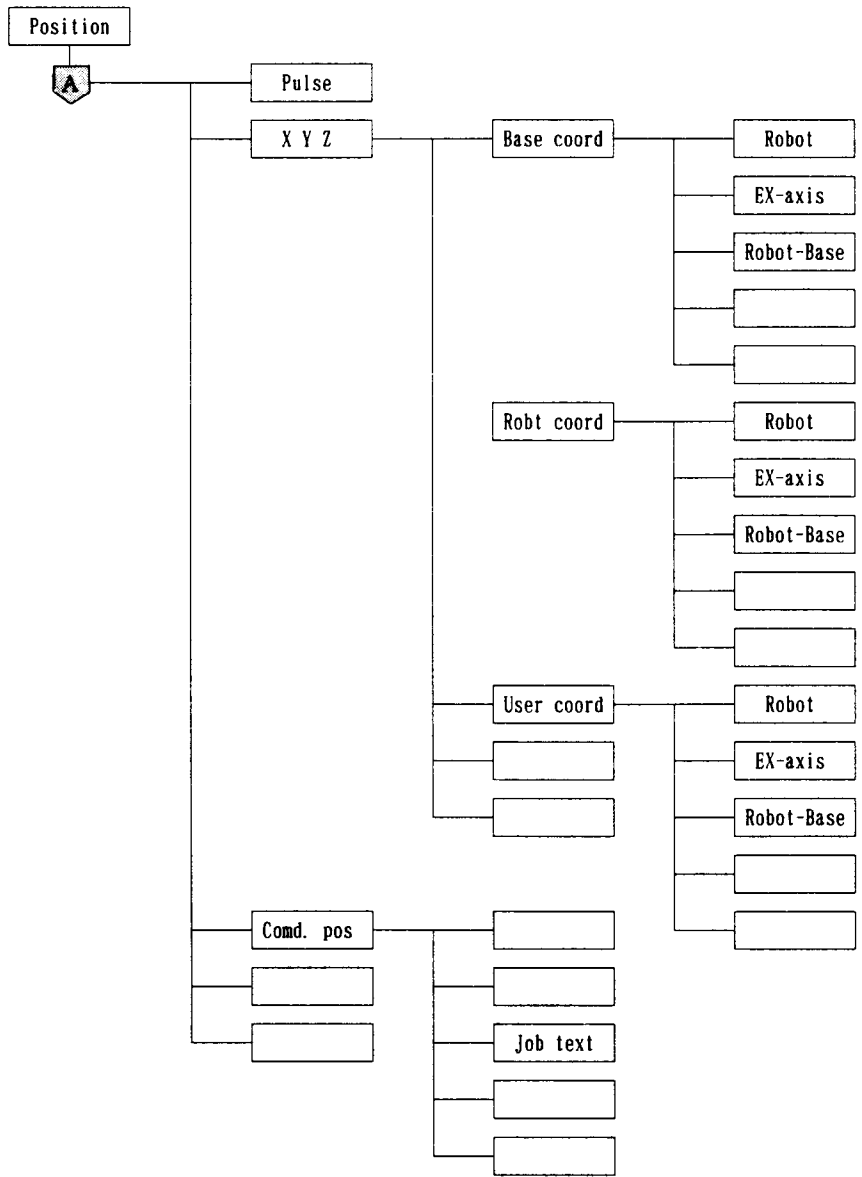 Position
A
Pulse
X Y Z
Base coord
Robot
EX-axis
Robot-Base
Robt coord
Robot
EX-axis
Robot-Base
User coord
Robot
EX-axis
Robot-Base
Comd. pos
Job text